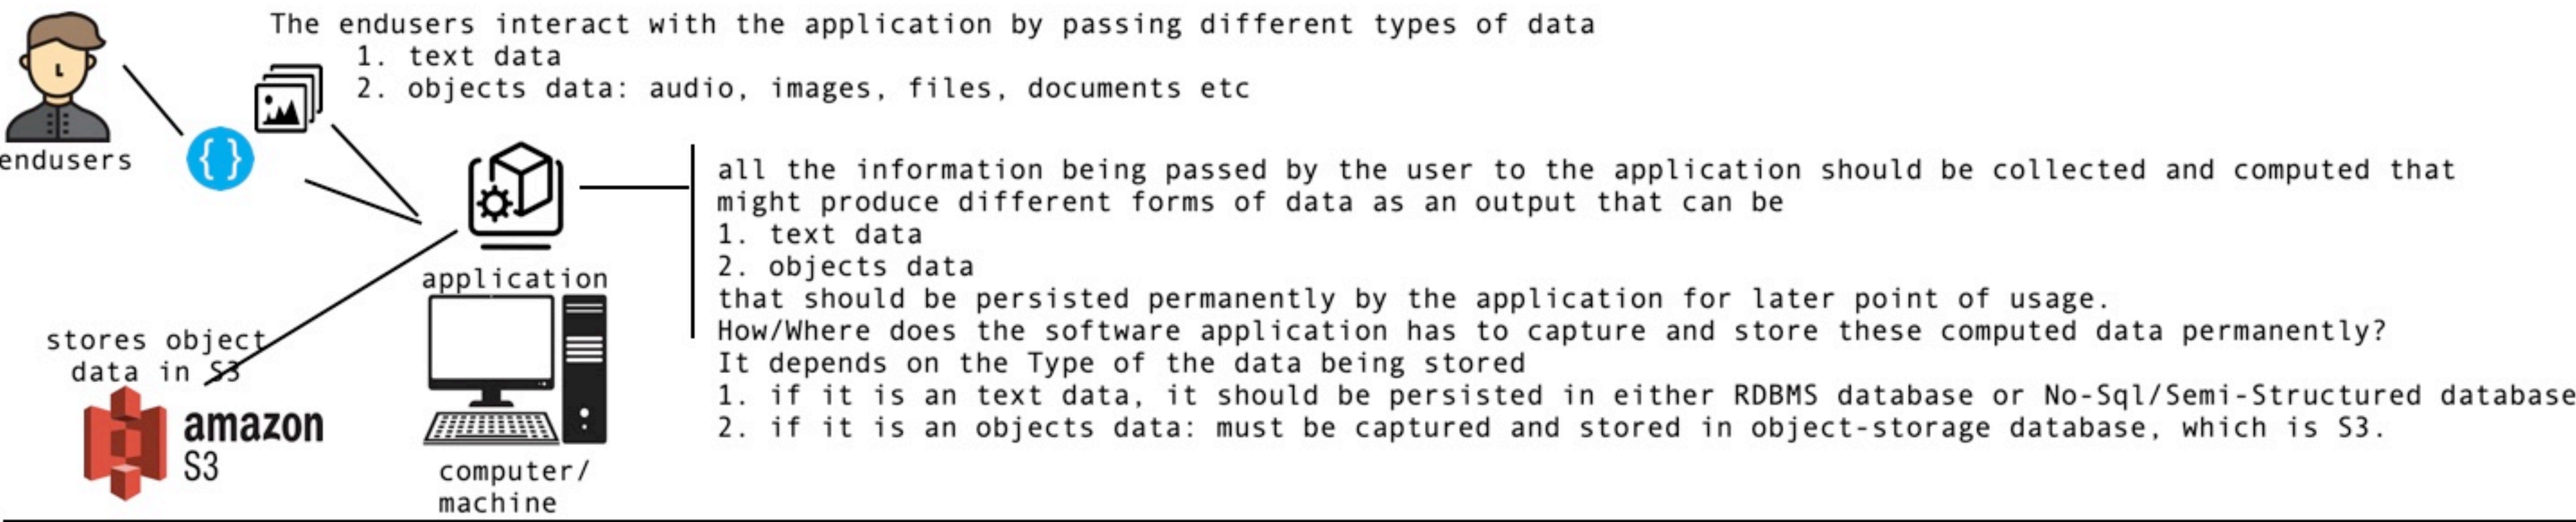 The endusers interact with the application by passing different types of data
1. text data
2. objects data: audio, images, files, documents etc
endusers
{}
all the information being passed by the user to the application should be collected and computed that
might produce different forms of data as an output that can be
1. text data
2. objects data
that should be persisted permanently by the application for later point of usage.
How/Where does the software application has to capture and store these computed data permanently?
It depends on the Type of the data being stored
1. if it is an text data, it should be persisted in either RDBMS database or No-Sql/Semi-Structured database
2. if it is an objects data: must be captured and stored in object-storage database, which is S3.
application
computer/
machine
stores object
data in S3
amazon
S3